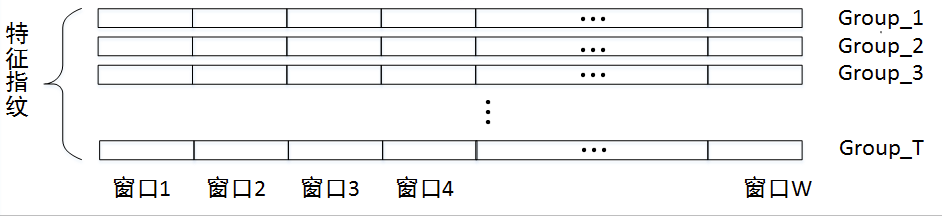 特征指纹
... Group_1
... Group_2
... Group_3
⋮
... Group_T
窗口1 窗口2 窗口3 窗口4 窗口W